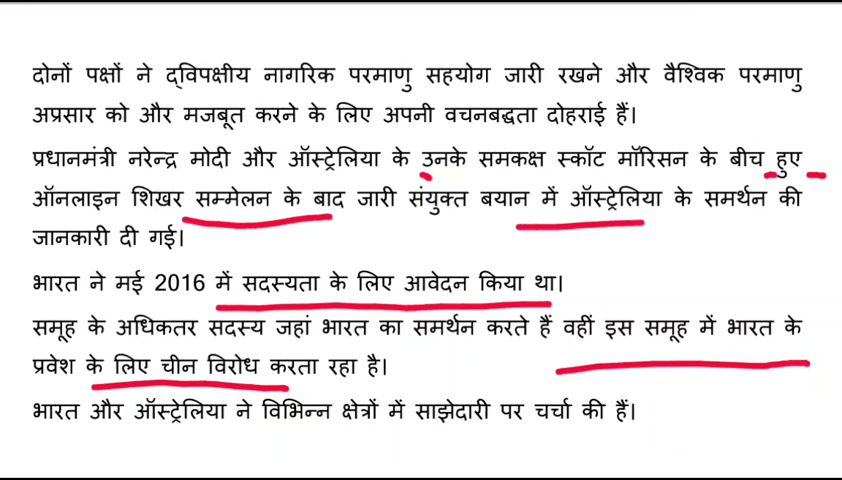 दोनों पक्षों ने द्विपक्षीय नागरिक परमाणु सहयोग जारी रखने और वैश्विक परमाणु
अप्रसार को और मजबूत करने के लिए अपनी वचनबद्धता दोहराई हैं।
प्रधानमंत्री नरेन्द्र मोदी और ऑस्ट्रेलिया के उनके समकक्ष स्कॉट मॉरिसन के बीच हुए
ऑनलाइन शिखर सम्मेलन के बाद जारी संयुक्त बयान में ऑस्ट्रेलिया के समर्थन की
जानकारी दी गई।
भारत ने मई 2016 में सदस्यता के लिए आवेदन किया था।
समूह के अधिकतर सदस्य जहां भारत का समर्थन करते हैं वहीं इस समूह में भारत के
प्रवेश के लिए चीन विरोध करता रहा है।
भारत और ऑस्ट्रेलिया ने विभिन्न क्षेत्रों में साझेदारी पर चर्चा की हैं।